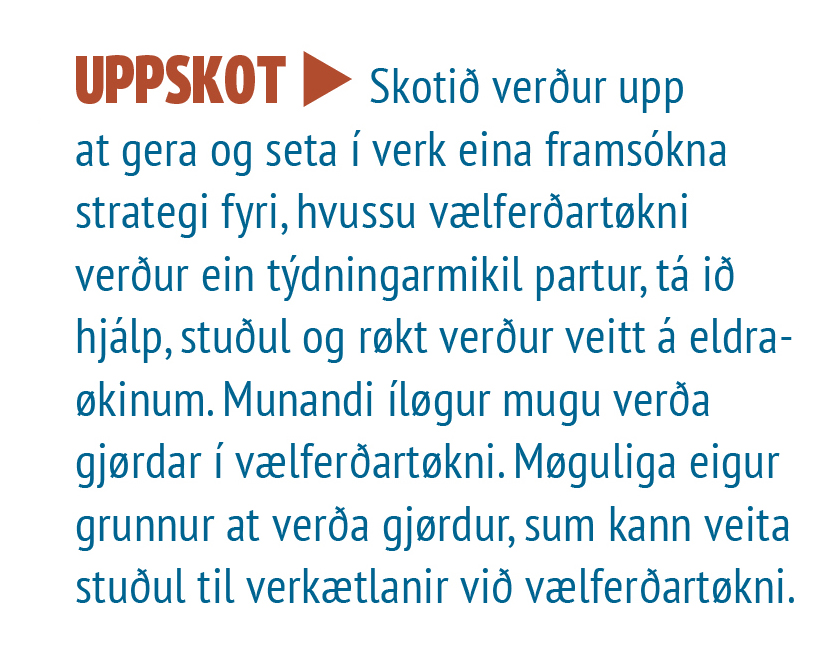 UPPSKOT ▶ Skotið verður upp
at gera og seta í verk eina framsókna
strategi fyri, hvussu vælferðartøkni
verður ein týdningarmikil partur, tá ið
hjálp, stuðul og røkt verður veitt á eldra-
økinum. Munandi íløgur mugu verða
gjørdar í vælferðartøkni. Møguliga eigur
grunnur at verða gjørdur, sum kann veita
stuðul til verkætlanir við vælferðartøkni.